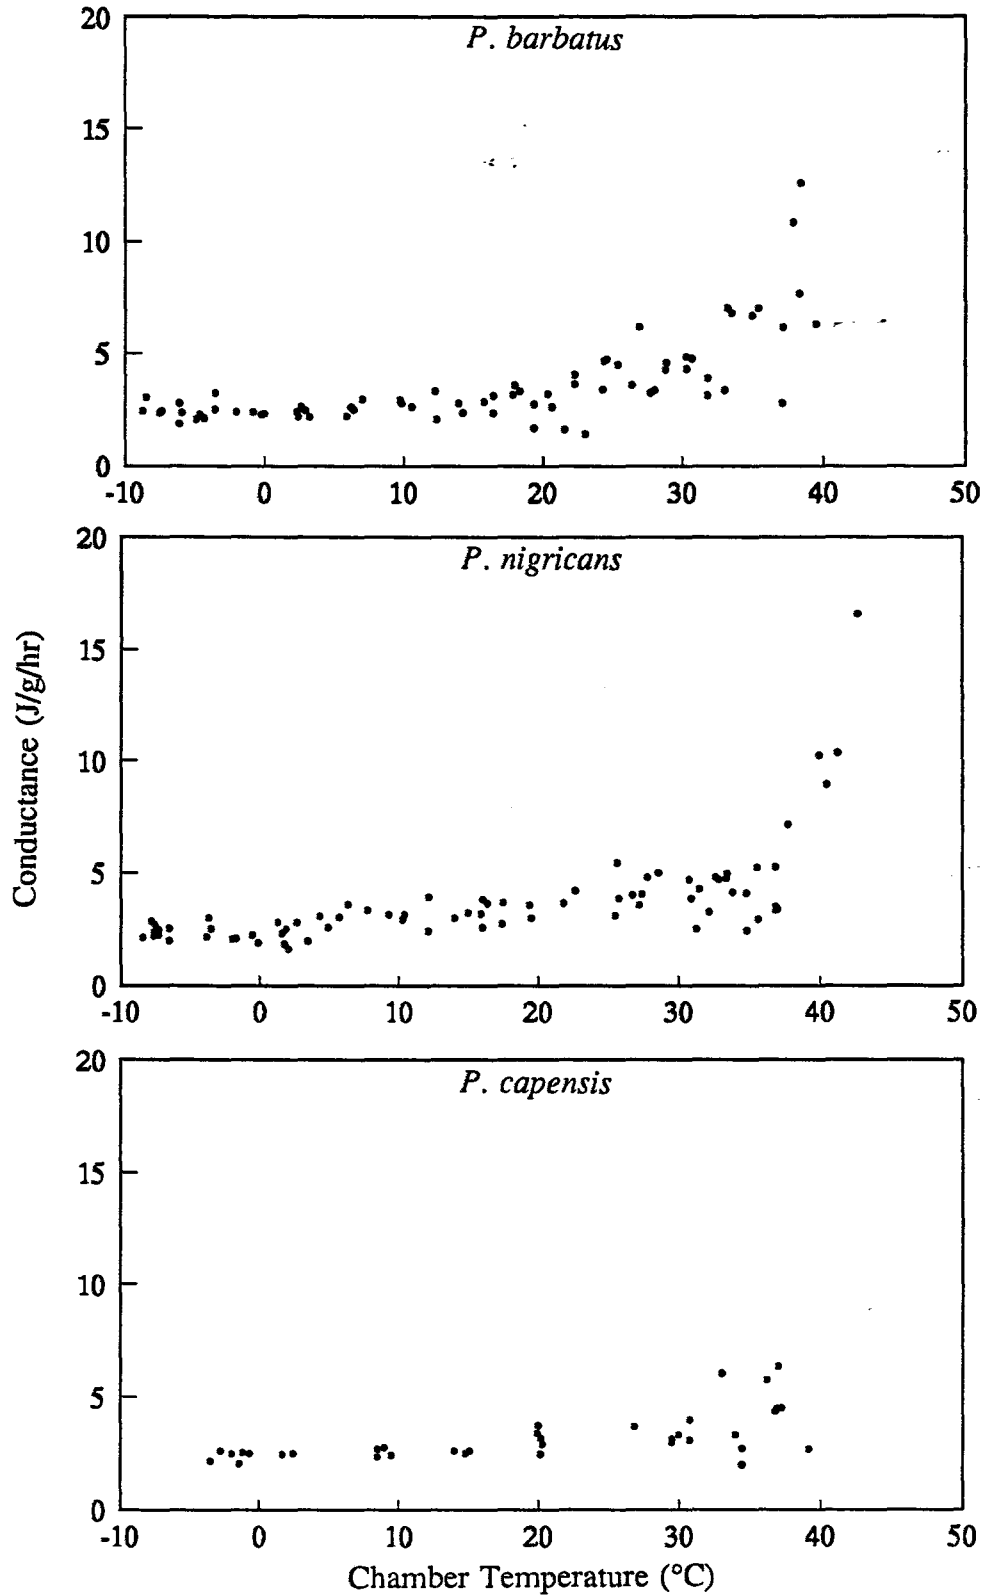 20
P. barbatus
15
10
5
0
-10 0 10 20 30 40 50
20
P. nigricans
15
10
5
0
-10 0 10 20 30 40 50
Conductance (J/g/hr)
20
P. capensis
15
10
5
0
-10 0 10 20 30 40 50
Chamber Temperature (°C)